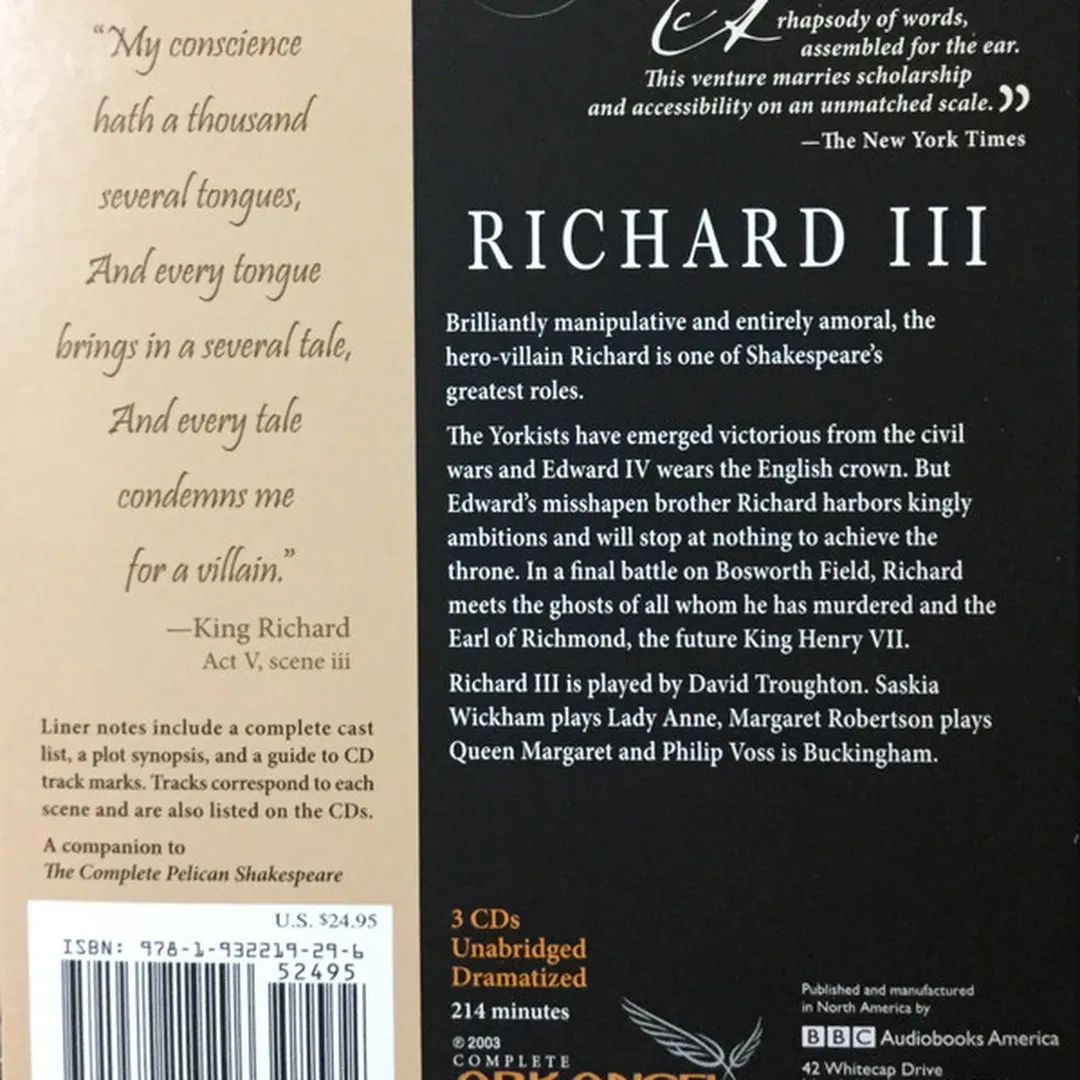 “My conscience
hath a thousand
several tongues,
And every tongue
brings in a several tale,
And every tale
condemns me
for a villain.”
—King Richard
Act V, scene iii
Liner notes include a complete cast
list, a plot synopsis, and a guide to CD
track marks. Tracks correspond to each
scene and are also listed on the CDs.
A companion to
The Complete Pelican Shakespeare
U.S. $24.95
ISBN: 978-1-932219-29-6
52495
A rhapsody of words,
assembled for the ear.
This venture marries scholarship
and accessibility on an unmatched scale.”
—The New York Times
RICHARD III
Brilliantly manipulative and entirely amoral, the
hero-villain Richard is one of Shakespeare’s
greatest roles.
The Yorkists have emerged victorious from the civil
wars and Edward IV wears the English crown. But
Edward’s misshapen brother Richard harbors kingly
ambitions and will stop at nothing to achieve the
throne. In a final battle on Bosworth Field, Richard
meets the ghosts of all whom he has murdered and the
Earl of Richmond, the future King Henry VII.
Richard III is played by David Troughton. Saskia
Wickham plays Lady Anne, Margaret Robertson plays
Queen Margaret and Philip Voss is Buckingham.
3 CDs
Unabridged
Dramatized
214 minutes
℗ 2003
COMPLETE
ARKANGEL
Published and manufactured
in North America by
BBC Audiobooks America
42 Whitecap Drive